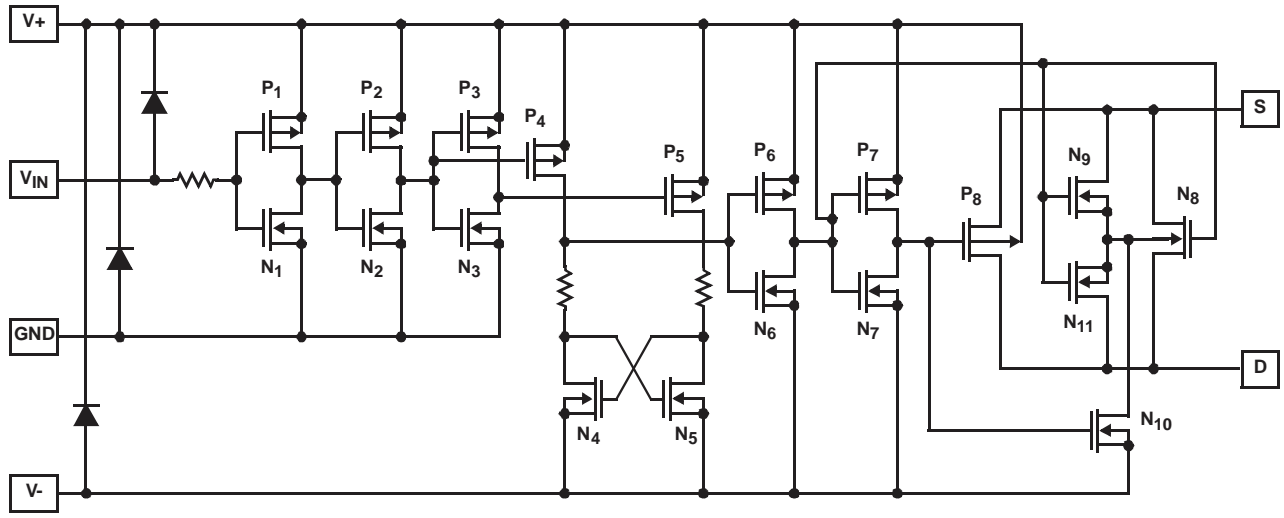 V+
P1 P2 P3 P4
S
N9
P5 P6 P7
P8 N8
VIN
N1 N2 N3
N11
GND
N6 N7
D
N4 N5
N10
V-